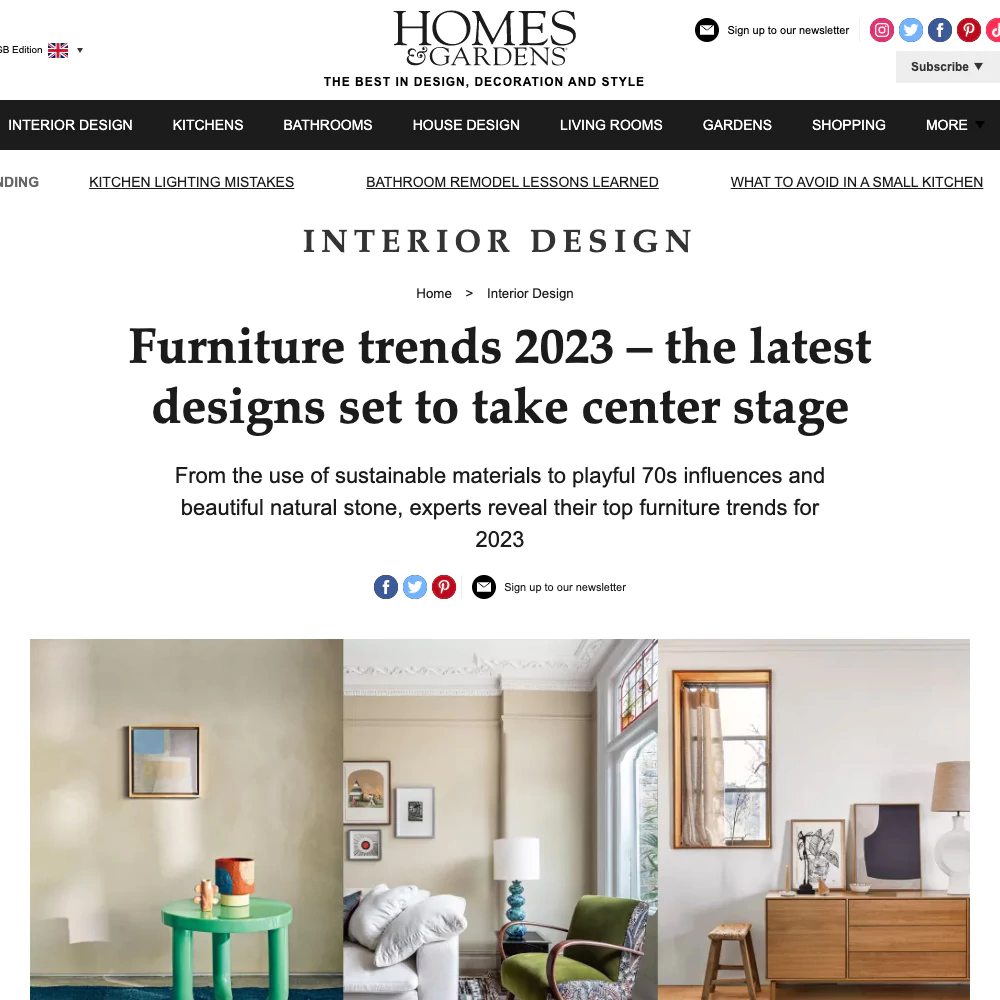 HOMES
&GARDENS
THE BEST IN DESIGN, DECORATION AND STYLE
Edition
Sign up to our newsletter
Subscribe ▼
INTERIOR DESIGN KITCHENS BATHROOMS HOUSE DESIGN LIVING ROOMS GARDENS SHOPPING MORE
KITCHEN LIGHTING MISTAKES BATHROOM REMODEL LESSONS LEARNED WHAT TO AVOID IN A SMALL KITCHEN
INTERIOR DESIGN
Home > Interior Design
Furniture trends 2023 – the latest
designs set to take center stage
From the use of sustainable materials to playful 70s influences and
beautiful natural stone, experts reveal their top furniture trends for
2023
Sign up to our newsletter